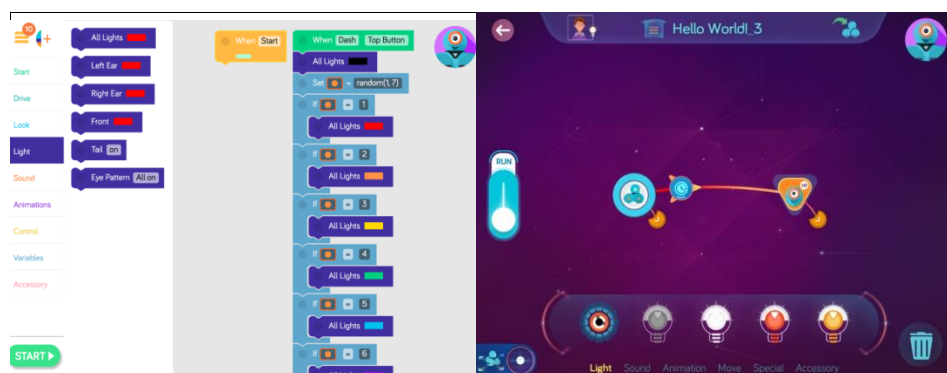 10
Start
Drive
Look
Light
Sound
Animations
Control
Variables
Accessory
START
All Lights
Left Ear
Right Ear
Front
Tail on
Eye Pattern All on
When Start
When Dash Top Button
All Lights
Set = random(1, 7)
If = 1
All Lights
If = 2
All Lights
If = 3
All Lights
If = 4
All Lights
If = 5
All Lights
If = 6
Hello World!_3
RUN
Light Sound Animation Move Special Accessory